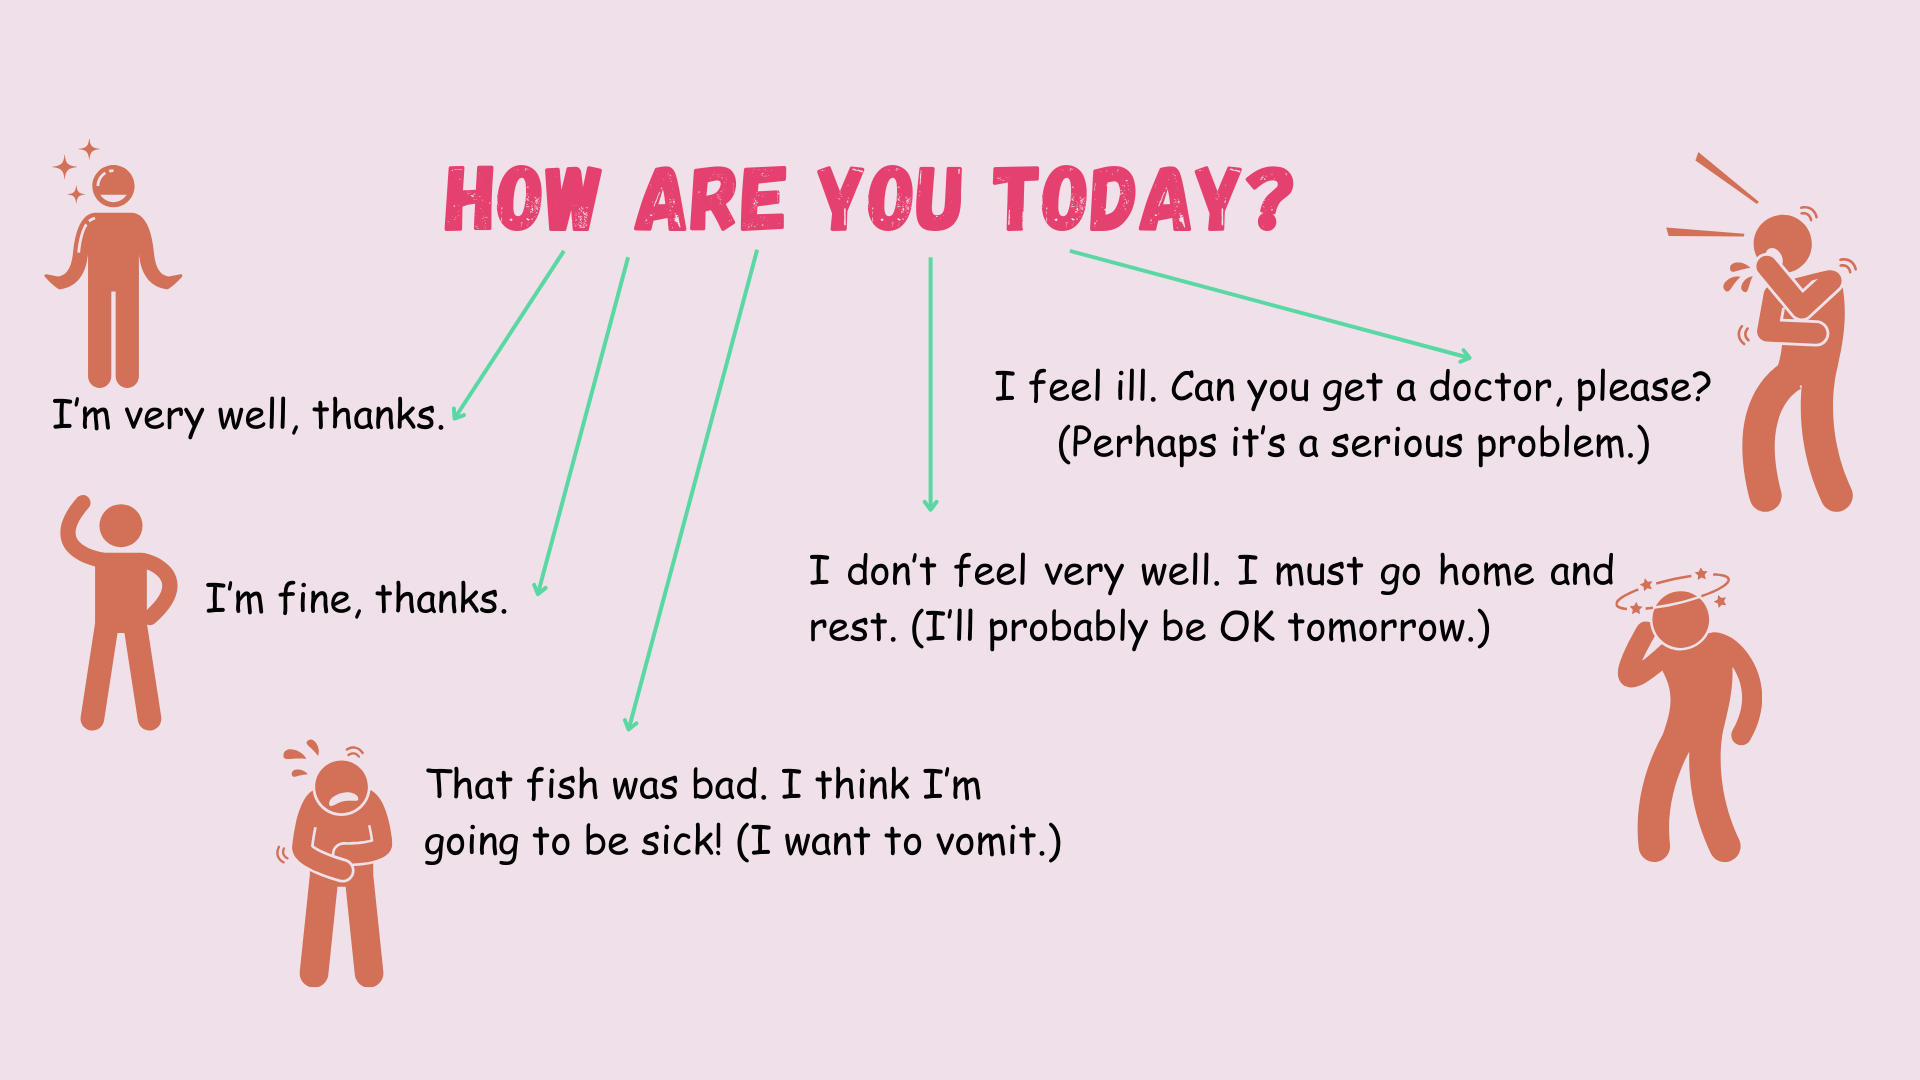 HOW ARE YOU TODAY?
I'm very well, thanks.
I'm fine, thanks.
That fish was bad. I think I'm
going to be sick! (I want to vomit.)
I don't feel very well. I must go home and
rest. (I'll probably be OK tomorrow.)
I feel ill. Can you get a doctor, please?
(Perhaps it's a serious problem.)